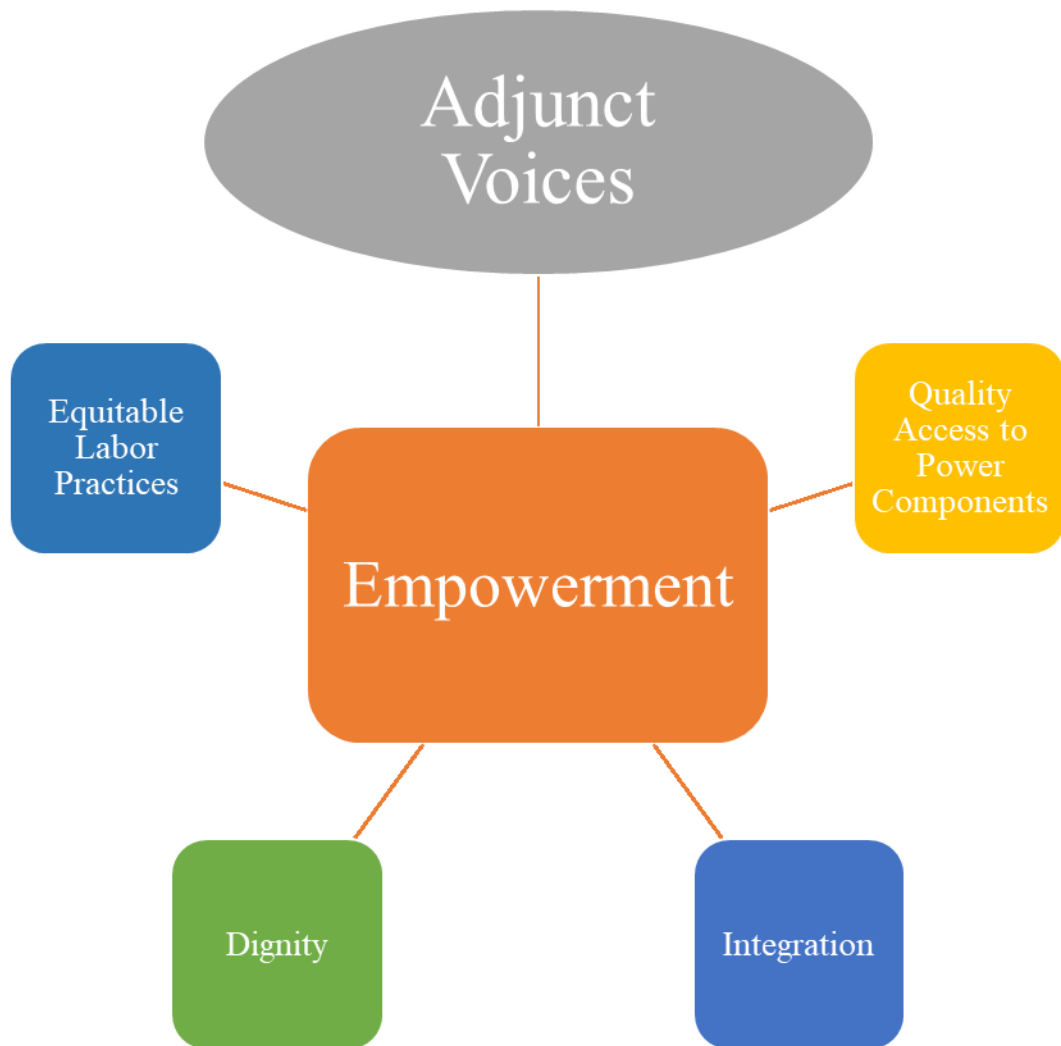 Adjunct
Voices
Equitable
Labor
Practices
Quality
Access to
Power
Components
Empowerment
Dignity
Integration